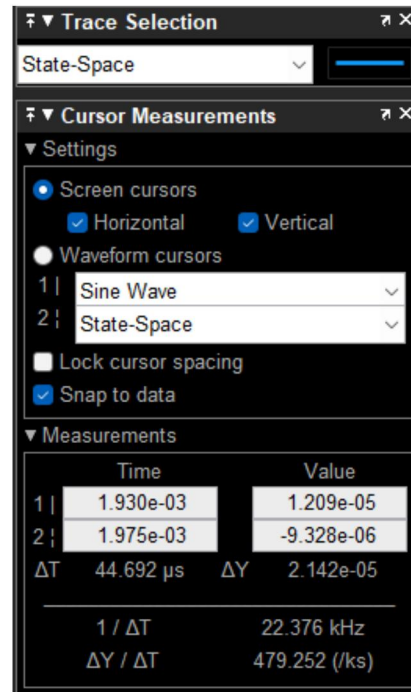 Trace Selection
State-Space
Cursor Measurements
Settings
Screen cursors
Horizontal Vertical
Waveform cursors
1 | Sine Wave
2 ¦ State-Space
Lock cursor spacing
Snap to data
Measurements
Time Value
1 | 1.930e-03 1.209e-05
2 ¦ 1.975e-03 -9.328e-06
ΔT 44.692 µs ΔY 2.142e-05
1 / ΔT 22.376 kHz
ΔY / ΔT 479.252 (/ks)